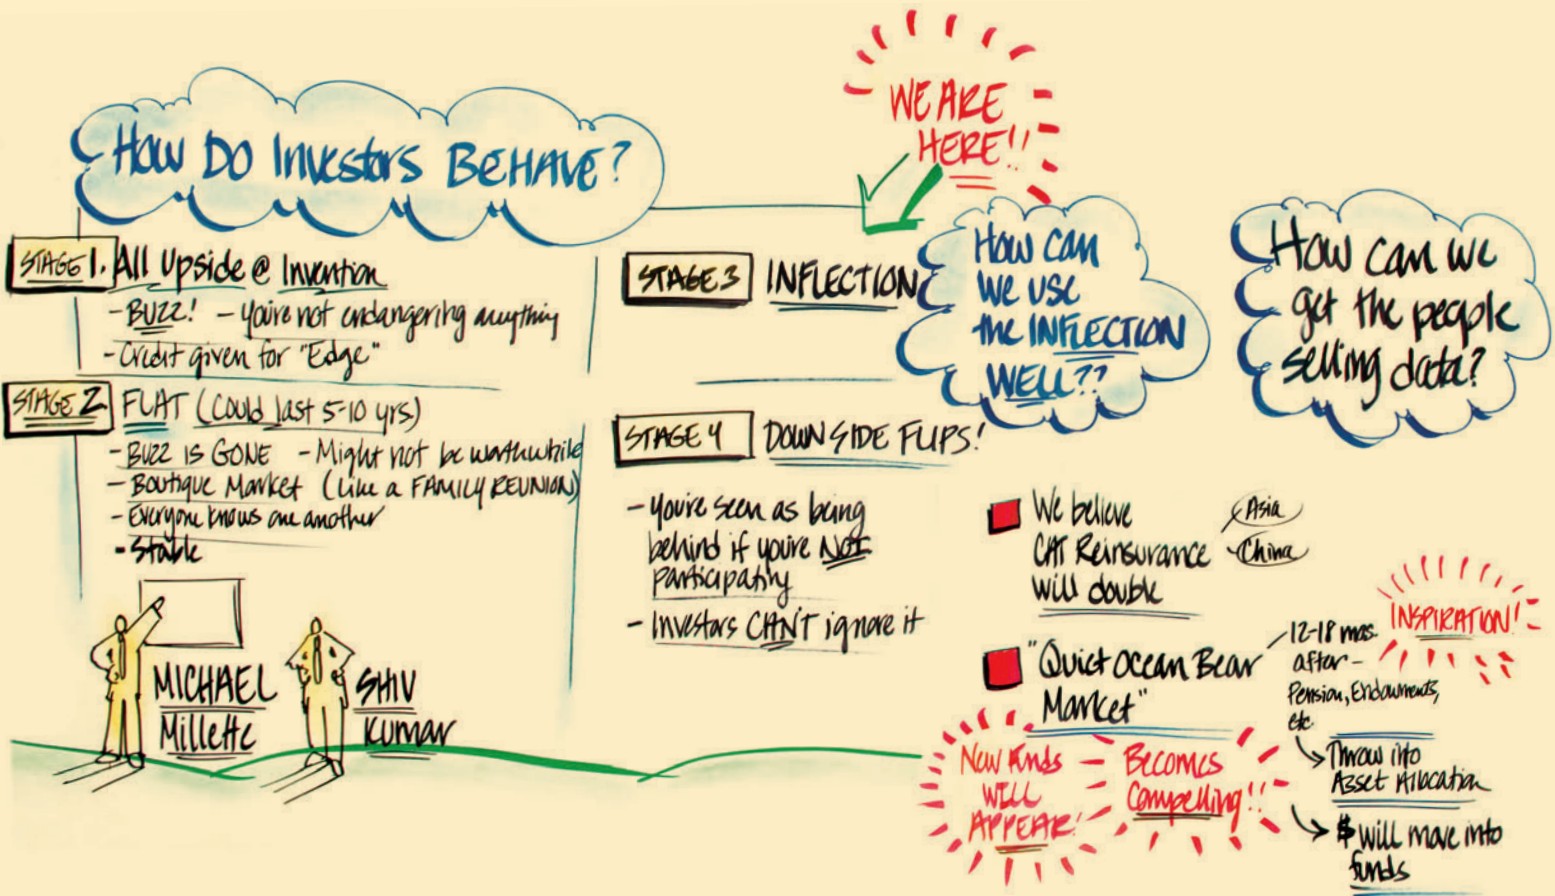 How Do Investors BEHAVE?
STAGE 1. All Upside @ Invention
- BUZZ! - You're not endangering anything
- Credit given for "Edge"
STAGE 2. FLAT (Could last 5-10 yrs.)
- BUZZ IS GONE - Might not be worthwhile
- Boutique Market (Like a FAMILY REUNION)
- Everyone knows one another
- Stable
MICHAEL
Millette
SHIV
Kumar
WE ARE
HERE!!
STAGE 3 INFLECTION
How can
we use
the INFLECTION
WELL??
How can we
get the people
selling data?
STAGE 4 DOWNSIDE FLIPS!
- You're seen as being
behind if you're NOT
participating
- Investors CAN'T ignore it
We believe
CAT Reinsurance
will double
Asia
China
"Quiet Ocean Bear
Market"
12-18 mos.
after -
Pension, Endowments,
etc.
INSPIRATION!
Throw into
Asset Allocation
$ will move into
funds
New Funds
WILL
APPEAR!
Becomes
Compelling!!